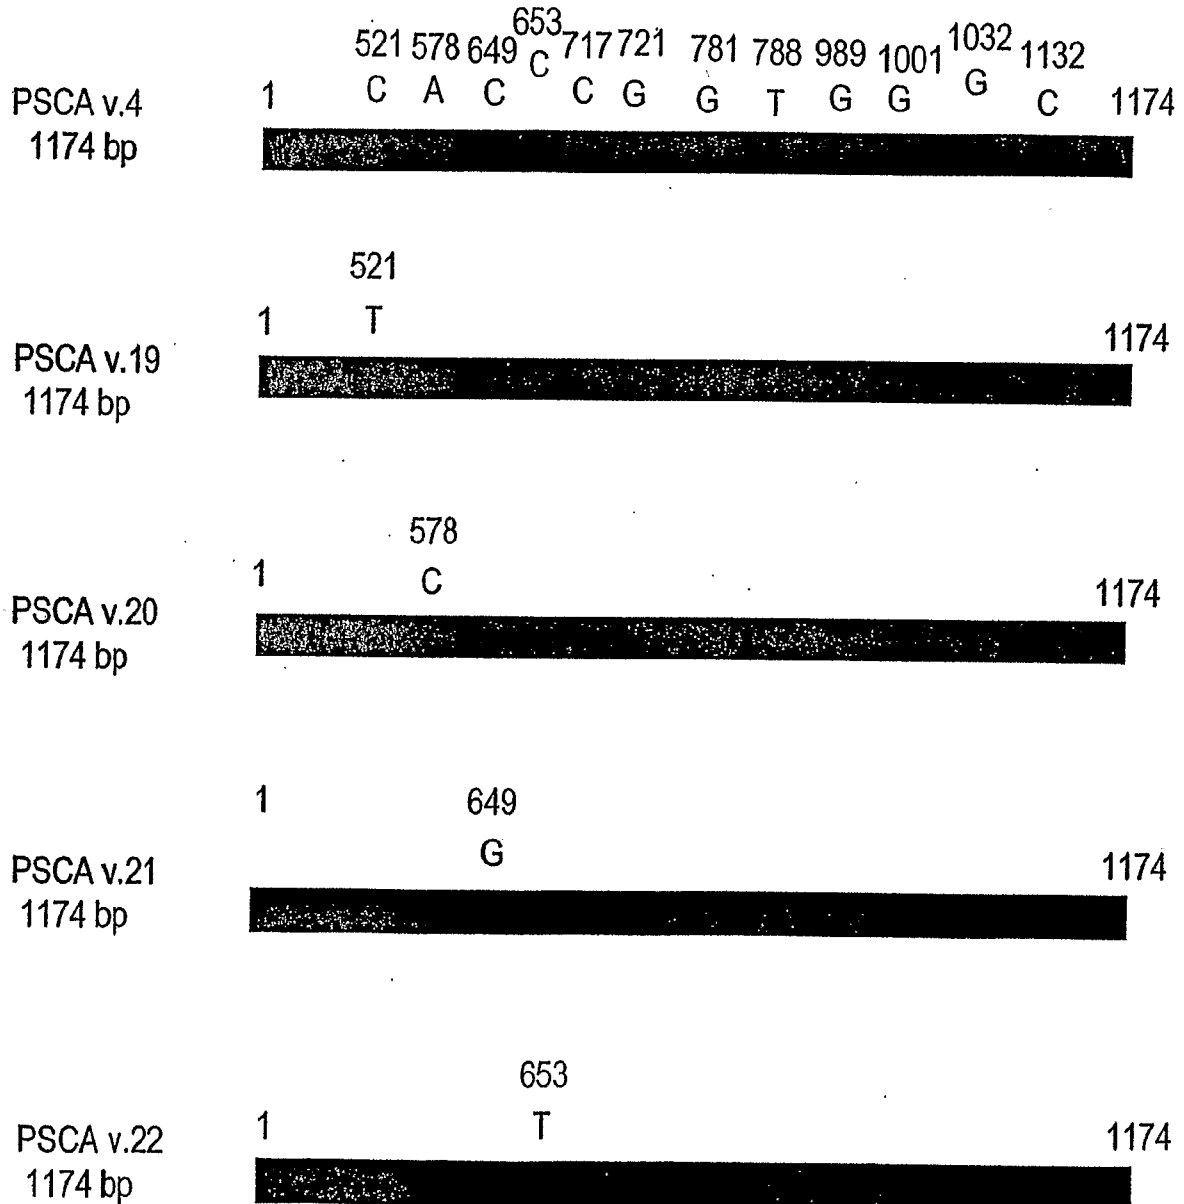 653
521 578 649 C 717 721 781 788 989 1001 1032 1132
PSCA v.4 1 C A C C G G T G G G C 1174
1174 bp
521
1 T 1174
PSCA v.19
1174 bp
578
1 C 1174
PSCA v.20
1174 bp
1 649
G 1174
PSCA v.21
1174 bp
653
1 T 1174
PSCA v.22
1174 bp